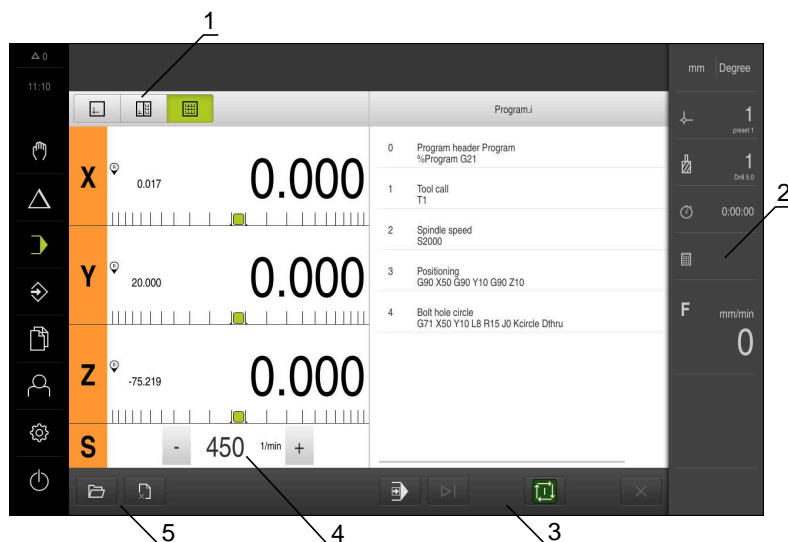 1
0
11:10
mm Degree
Program.i
1
preset 1
1
Drill 5.0
0:00:00
2
F mm/min
0
X R 0.017 0.000
Y R 20.000 0.000
Z R -75.219 0.000
S - 450 1/min +
0 Program header Program
%Program G21
1 Tool call
T1
2 Spindle speed
S2000
3 Positioning
G90 X50 G90 Y10 G90 Z10
4 Bolt hole circle
G71 X50 Y10 L8 R15 J0 Kcircle Dthru
5
4
3